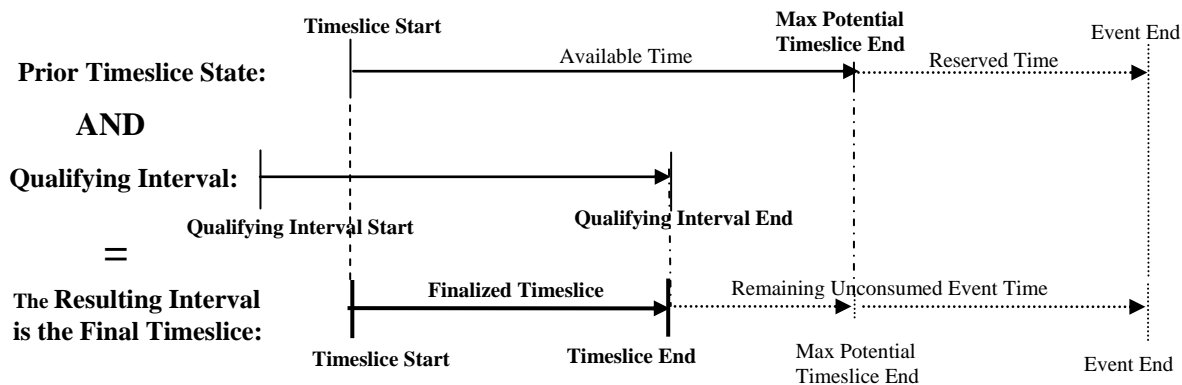 Timeslice Start
Max Potential
Timeslice End
Event End
Prior Timeslice State:
Available Time
Reserved Time
AND
Qualifying Interval:
Qualifying Interval Start
Qualifying Interval End
=
The Resulting Interval
is the Final Timeslice:
Finalized Timeslice
Remaining Unconsumed Event Time
Timeslice Start
Timeslice End
Max Potential
Timeslice End
Event End